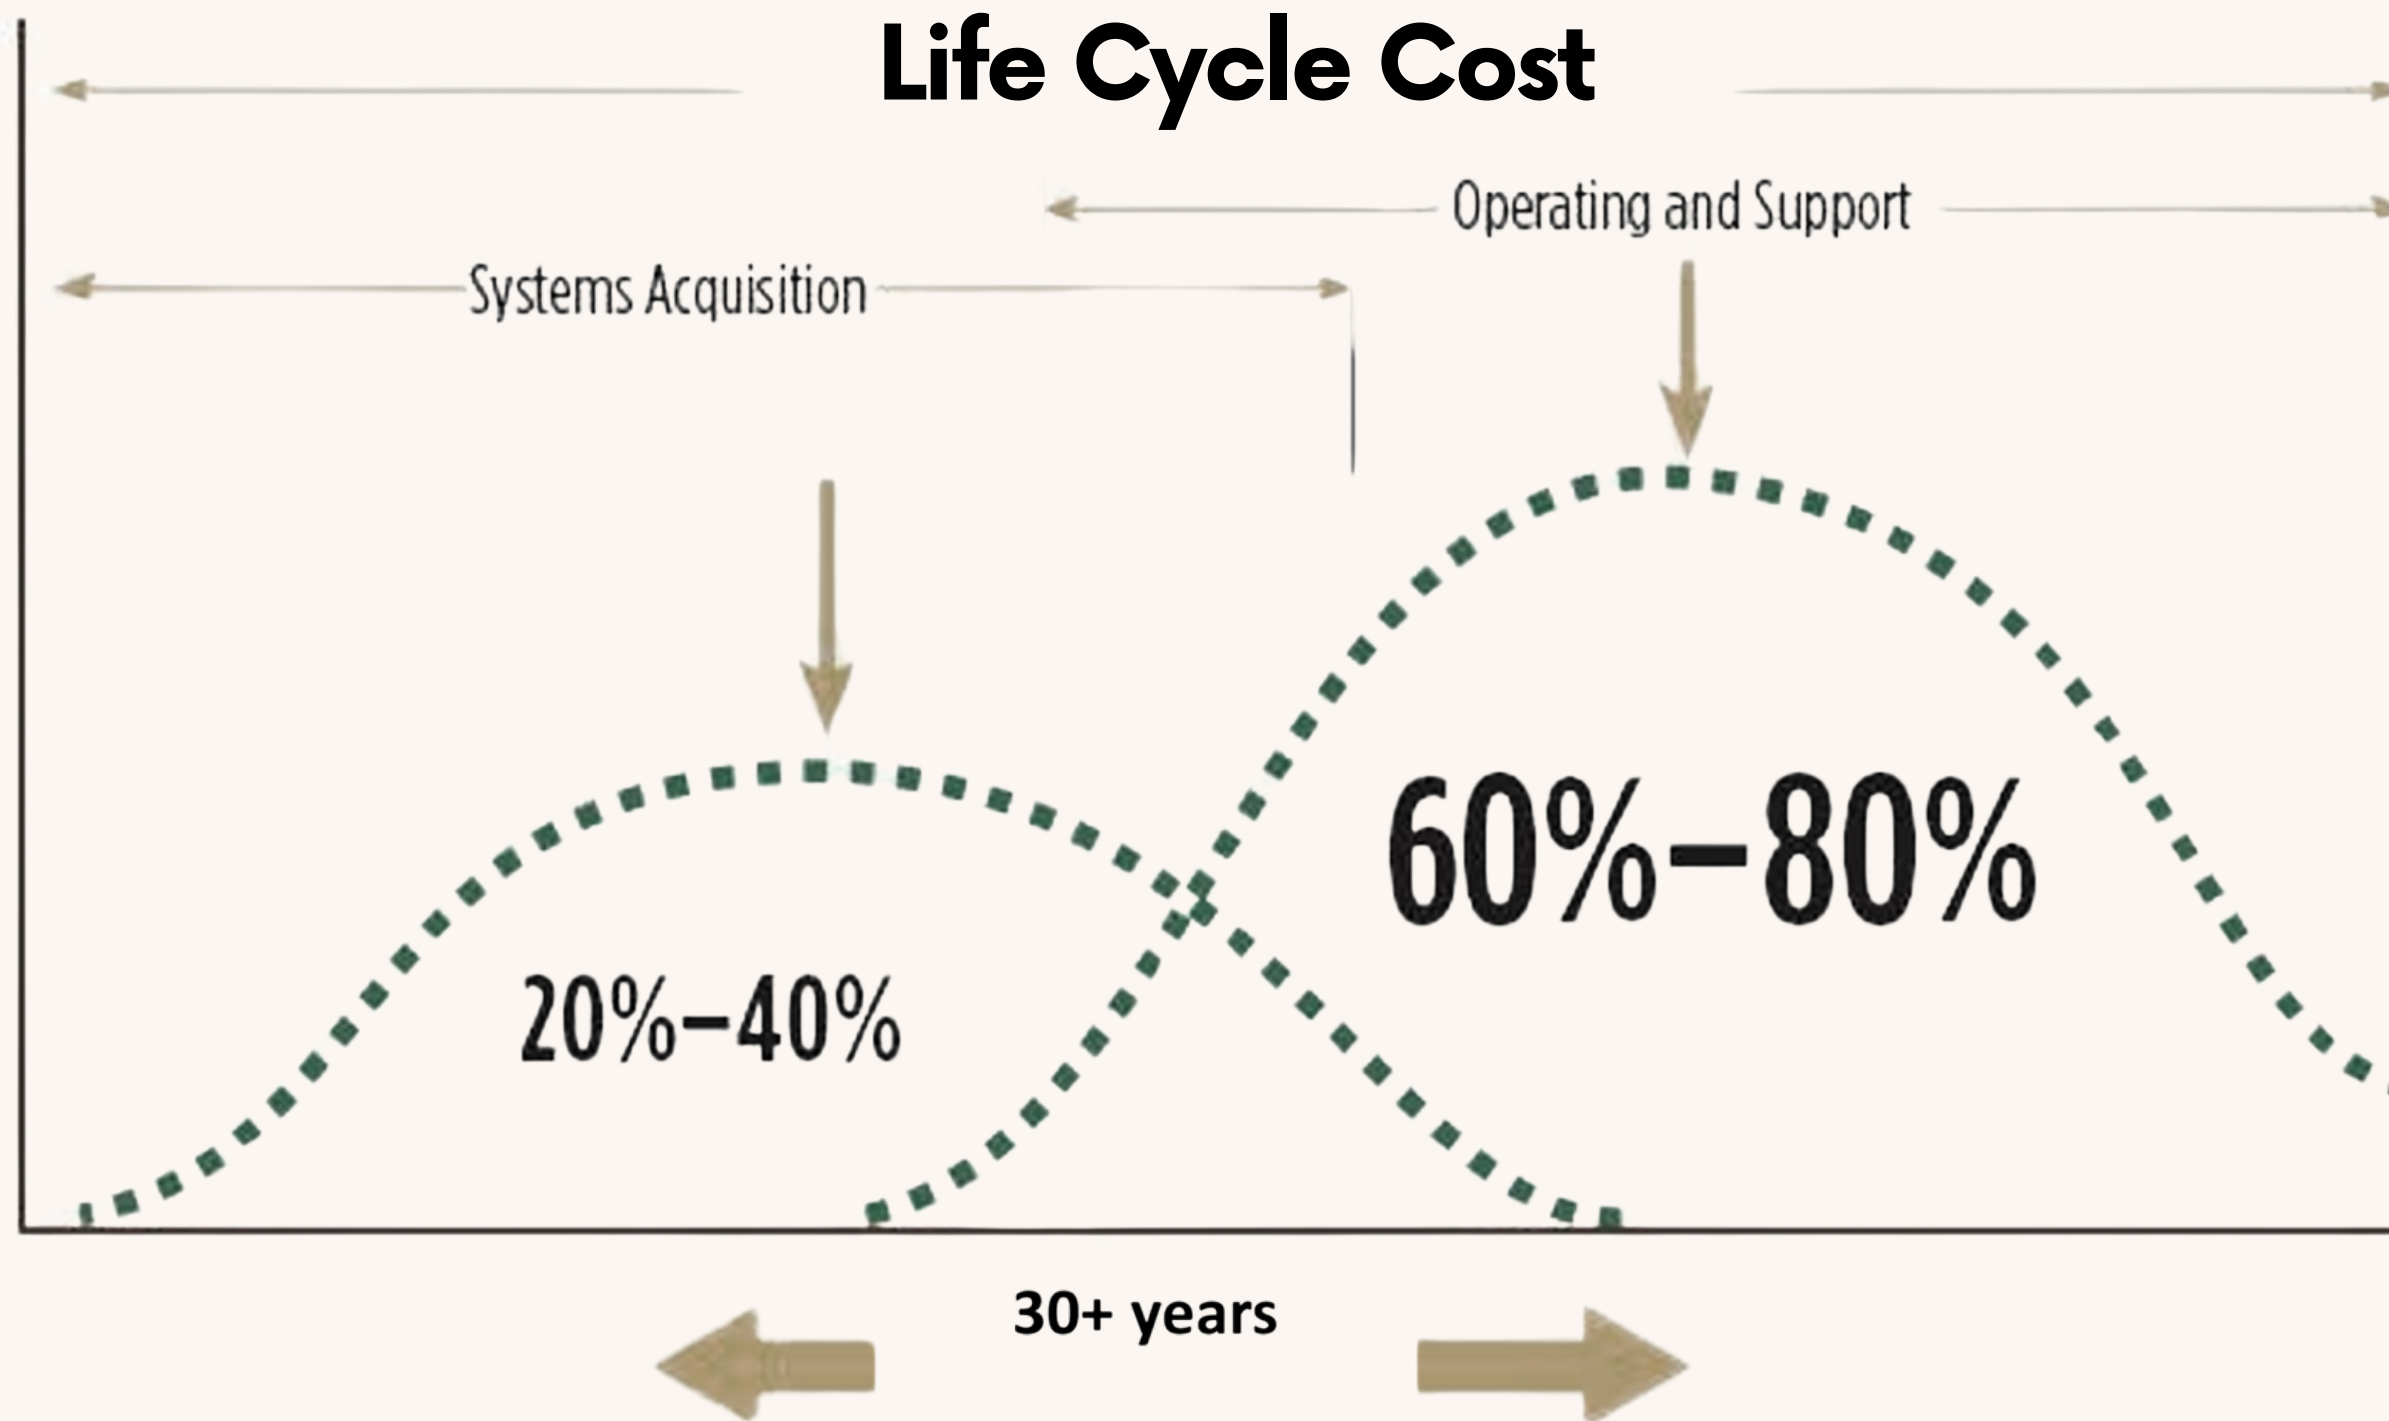 Life Cycle Cost
Operating and Support
Systems Acquisition
60%–80%
20%–40%
30+ years